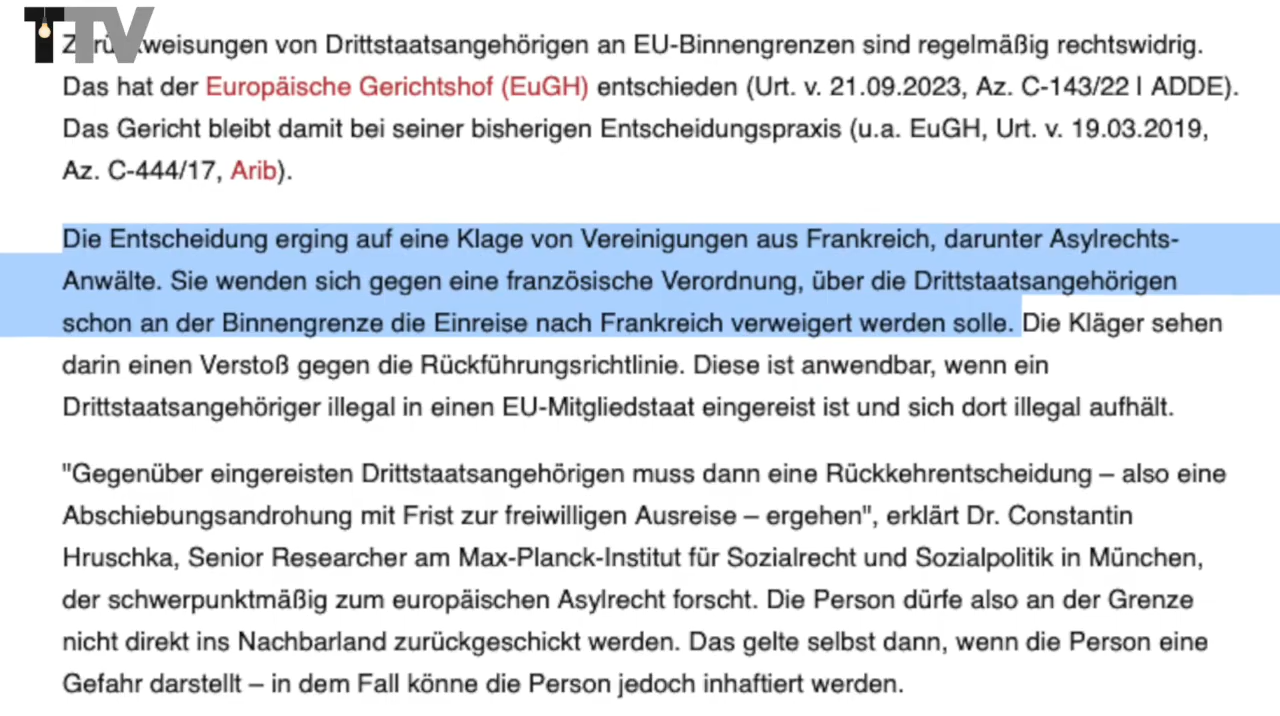 TTV
Zurückweisungen von Drittstaatsangehörigen an EU-Binnengrenzen sind regelmäßig rechtswidrig.
Das hat der Europäische Gerichtshof (EuGH) entschieden (Urt. v. 21.09.2023, Az. C-143/22 I ADDE).
Das Gericht bleibt damit bei seiner bisherigen Entscheidungspraxis (u.a. EuGH, Urt. v. 19.03.2019,
Az. C-444/17, Arib).
Die Entscheidung erging auf eine Klage von Vereinigungen aus Frankreich, darunter Asylrechts-
Anwälte. Sie wenden sich gegen eine französische Verordnung, über die Drittstaatsangehörigen
schon an der Binnengrenze die Einreise nach Frankreich verweigert werden solle. Die Kläger sehen
darin einen Verstoß gegen die Rückführungsrichtlinie. Diese ist anwendbar, wenn ein
Drittstaatsangehöriger illegal in einen EU-Mitgliedstaat eingereist ist und sich dort illegal aufhält.
"Gegenüber eingereisten Drittstaatsangehörigen muss dann eine Rückkehrentscheidung – also eine
Abschiebungsandrohung mit Frist zur freiwilligen Ausreise – ergehen", erklärt Dr. Constantin
Hruschka, Senior Researcher am Max-Planck-Institut für Sozialrecht und Sozialpolitik in München,
der schwerpunktmäßig zum europäischen Asylrecht forscht. Die Person dürfe also an der Grenze
nicht direkt ins Nachbarland zurückgeschickt werden. Das gelte selbst dann, wenn die Person eine
Gefahr darstellt – in dem Fall könne die Person jedoch inhaftiert werden.